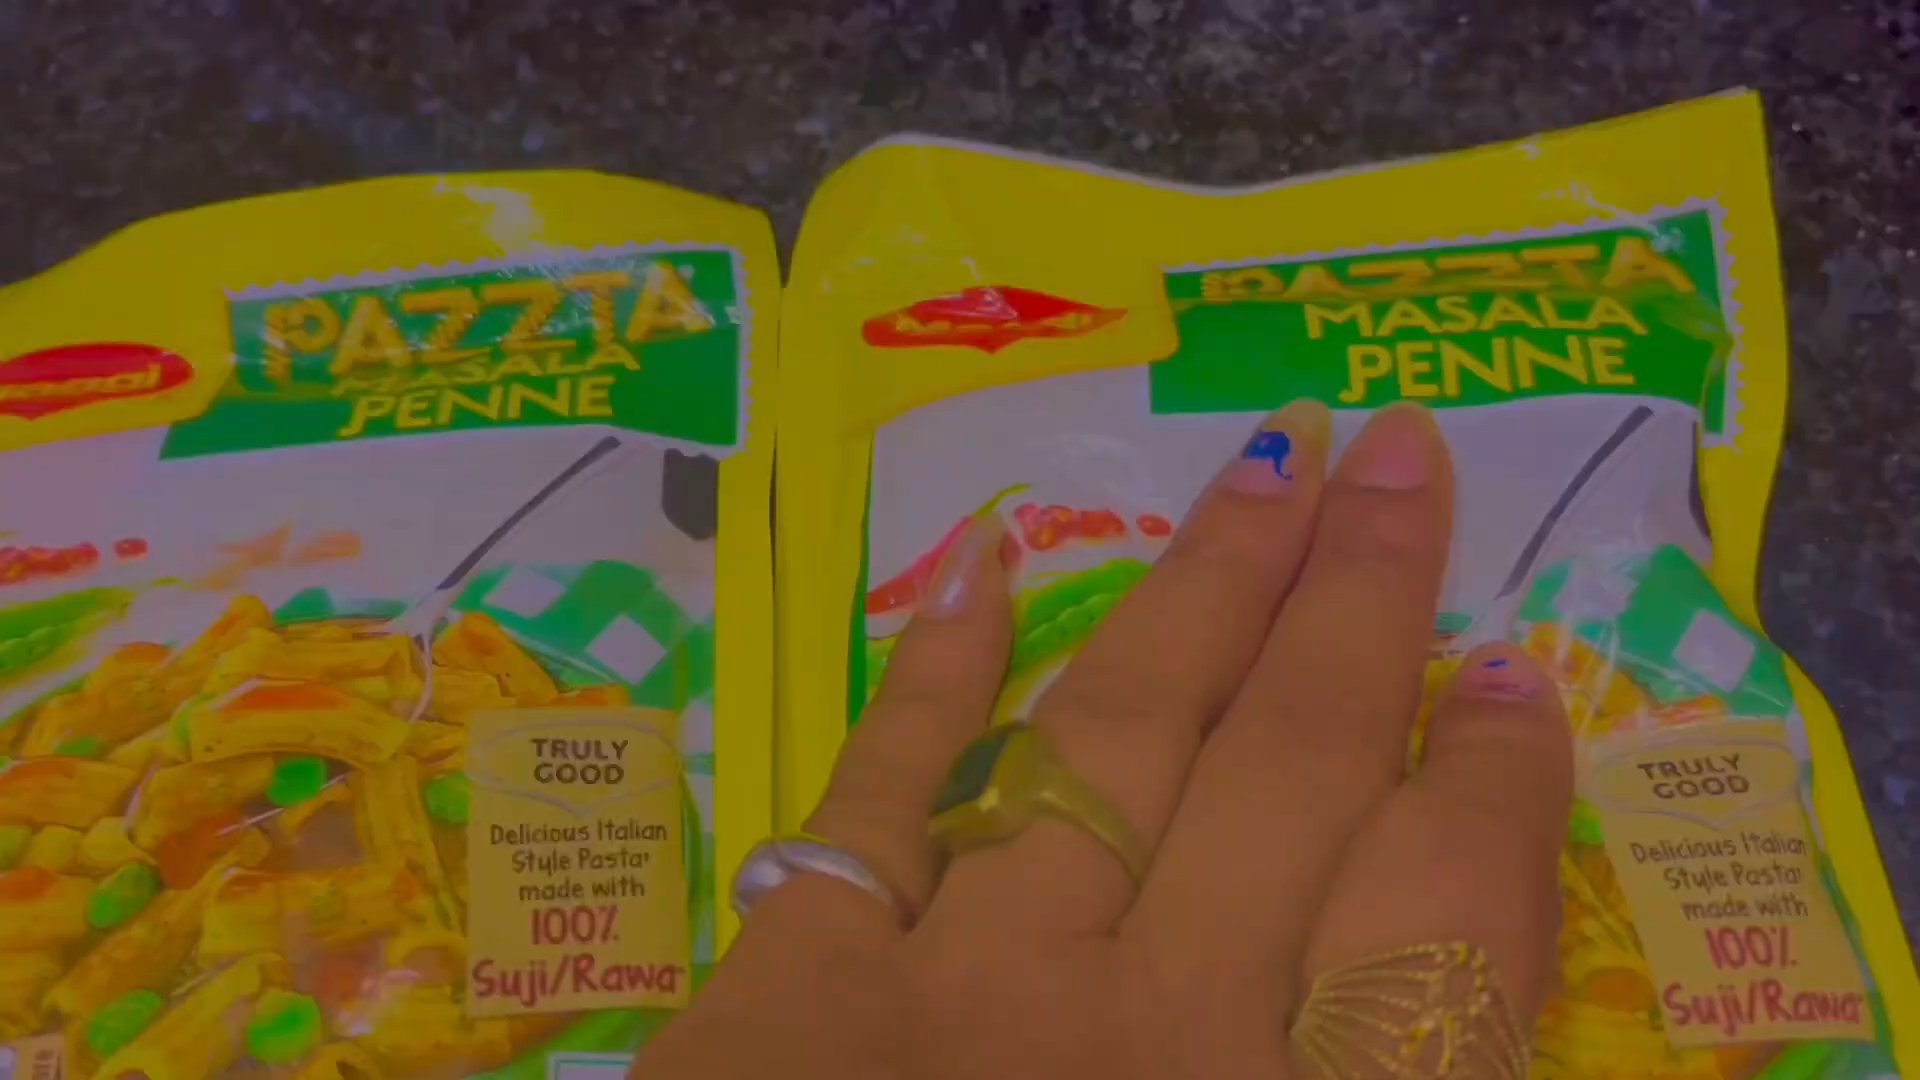 maggi
PAZZTA
MASALA
PENNE
TRULY
GOOD
Delicious Italian
Style Pasta
made with
100%
Suji/Rawa
PAZZTA
MASALA
PENNE
TRULY
GOOD
Delicious Italian
Style Pasta
made with
100%
Suji/Rawa